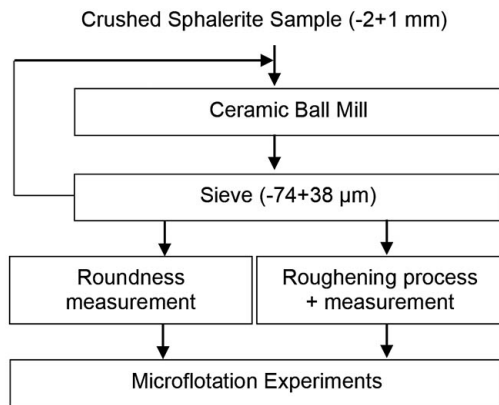 Crushed Sphalerite Sample (-2+1 mm)
Ceramic Ball Mill
Sieve (-74+38 µm)
Roundness
measurement
Roughening process
+ measurement
Microflotation Experiments